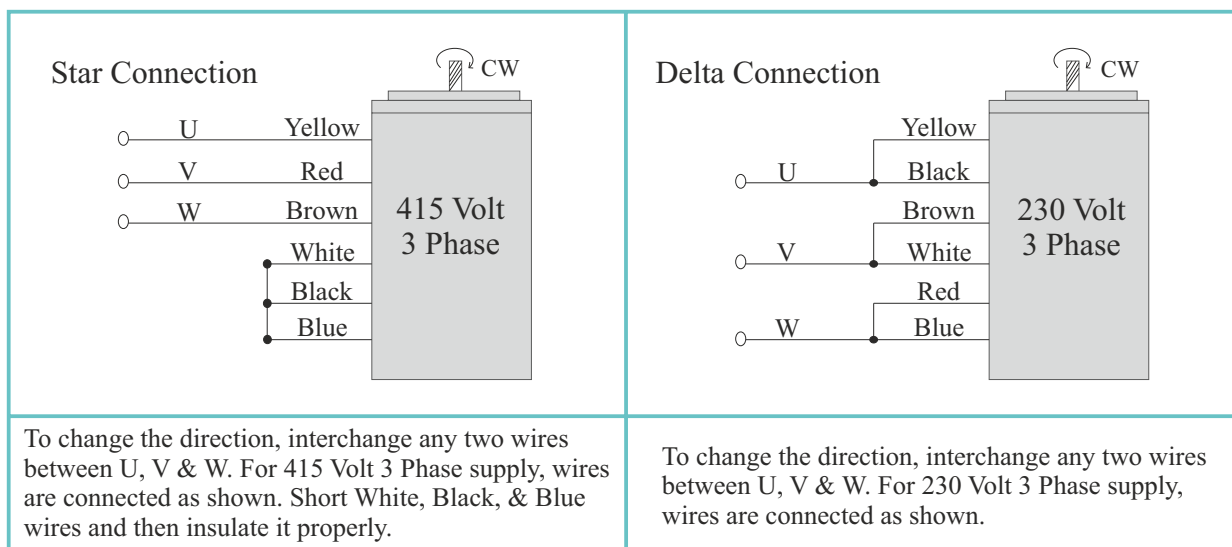 Star Connection
CW
U Yellow
V Red
W Brown
White
Black
Blue
415 Volt
3 Phase
To change the direction, interchange any two wires
between U, V & W. For 415 Volt 3 Phase supply, wires
are connected as shown. Short White, Black, & Blue
wires and then insulate it properly.
Delta Connection
CW
Yellow
U Black
Brown
V White
Red
W Blue
230 Volt
3 Phase
To change the direction, interchange any two wires
between U, V & W. For 230 Volt 3 Phase supply,
wires are connected as shown.